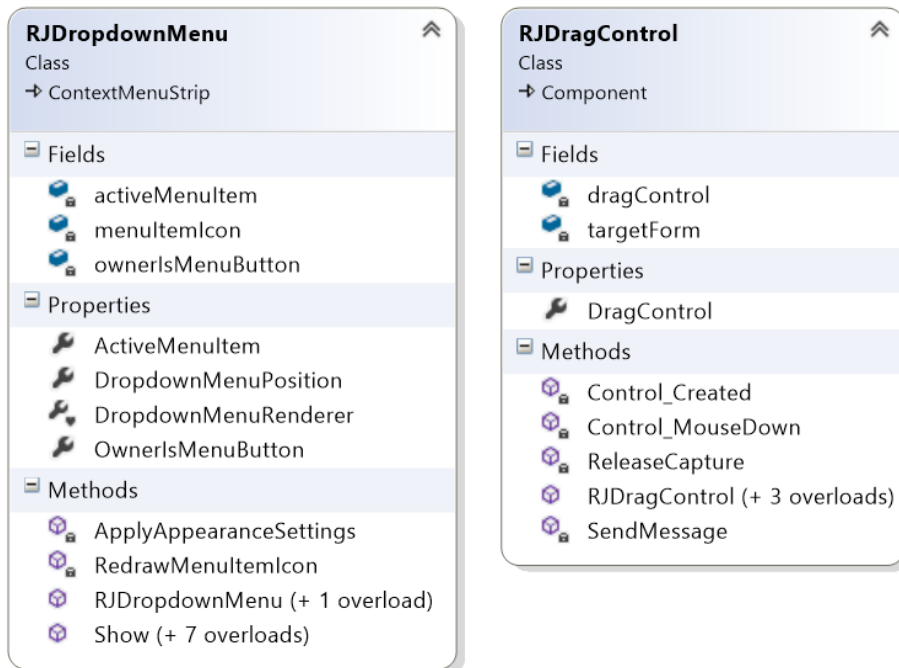 RJDropdownMenu
Class
ContextMenuStrip
Fields
activeMenuItem
menuItemIcon
ownerIsMenuButton
Properties
ActiveMenuItem
DropdownMenuPosition
DropdownMenuRenderer
OwnerIsMenuButton
Methods
ApplyAppearanceSettings
RedrawMenuItemIcon
RJDropdownMenu (+ 1 overload)
Show (+ 7 overloads)
RJDragControl
Class
Component
Fields
dragControl
targetForm
Properties
DragControl
Methods
Control_Created
Control_MouseDown
ReleaseCapture
RJDragControl (+ 3 overloads)
SendMessage